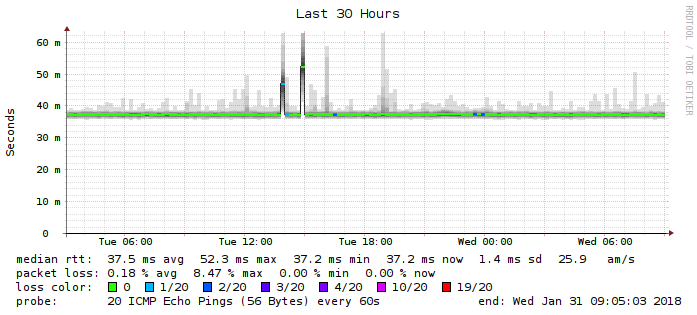 Last 30 Hours
RRDTOOL / TOBI OETIKER
Seconds
60 m
50 m
40 m
30 m
20 m
10 m
0
Tue 06:00 Tue 12:00 Tue 18:00 Wed 00:00 Wed 06:00
median rtt: 37.5 ms avg 52.3 ms max 37.2 ms min 37.2 ms now 1.4 ms sd 25.9 am/s
packet loss: 0.18 % avg 8.47 % max 0.00 % min 0.00 % now
loss color: 0 1/20 2/20 3/20 4/20 10/20 19/20
probe: 20 ICMP Echo Pings (56 Bytes) every 60s end: Wed Jan 31 09:05:03 2018